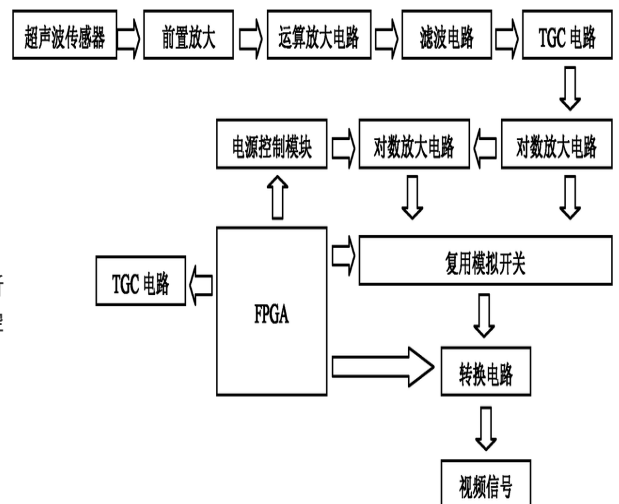 超声波传感器
前置放大
运算放大电路
滤波电路
TGC 电路
电源控制模块
对数放大电路
对数放大电路
TGC 电路
FPGA
复用模拟开关
转换电路
视频信号